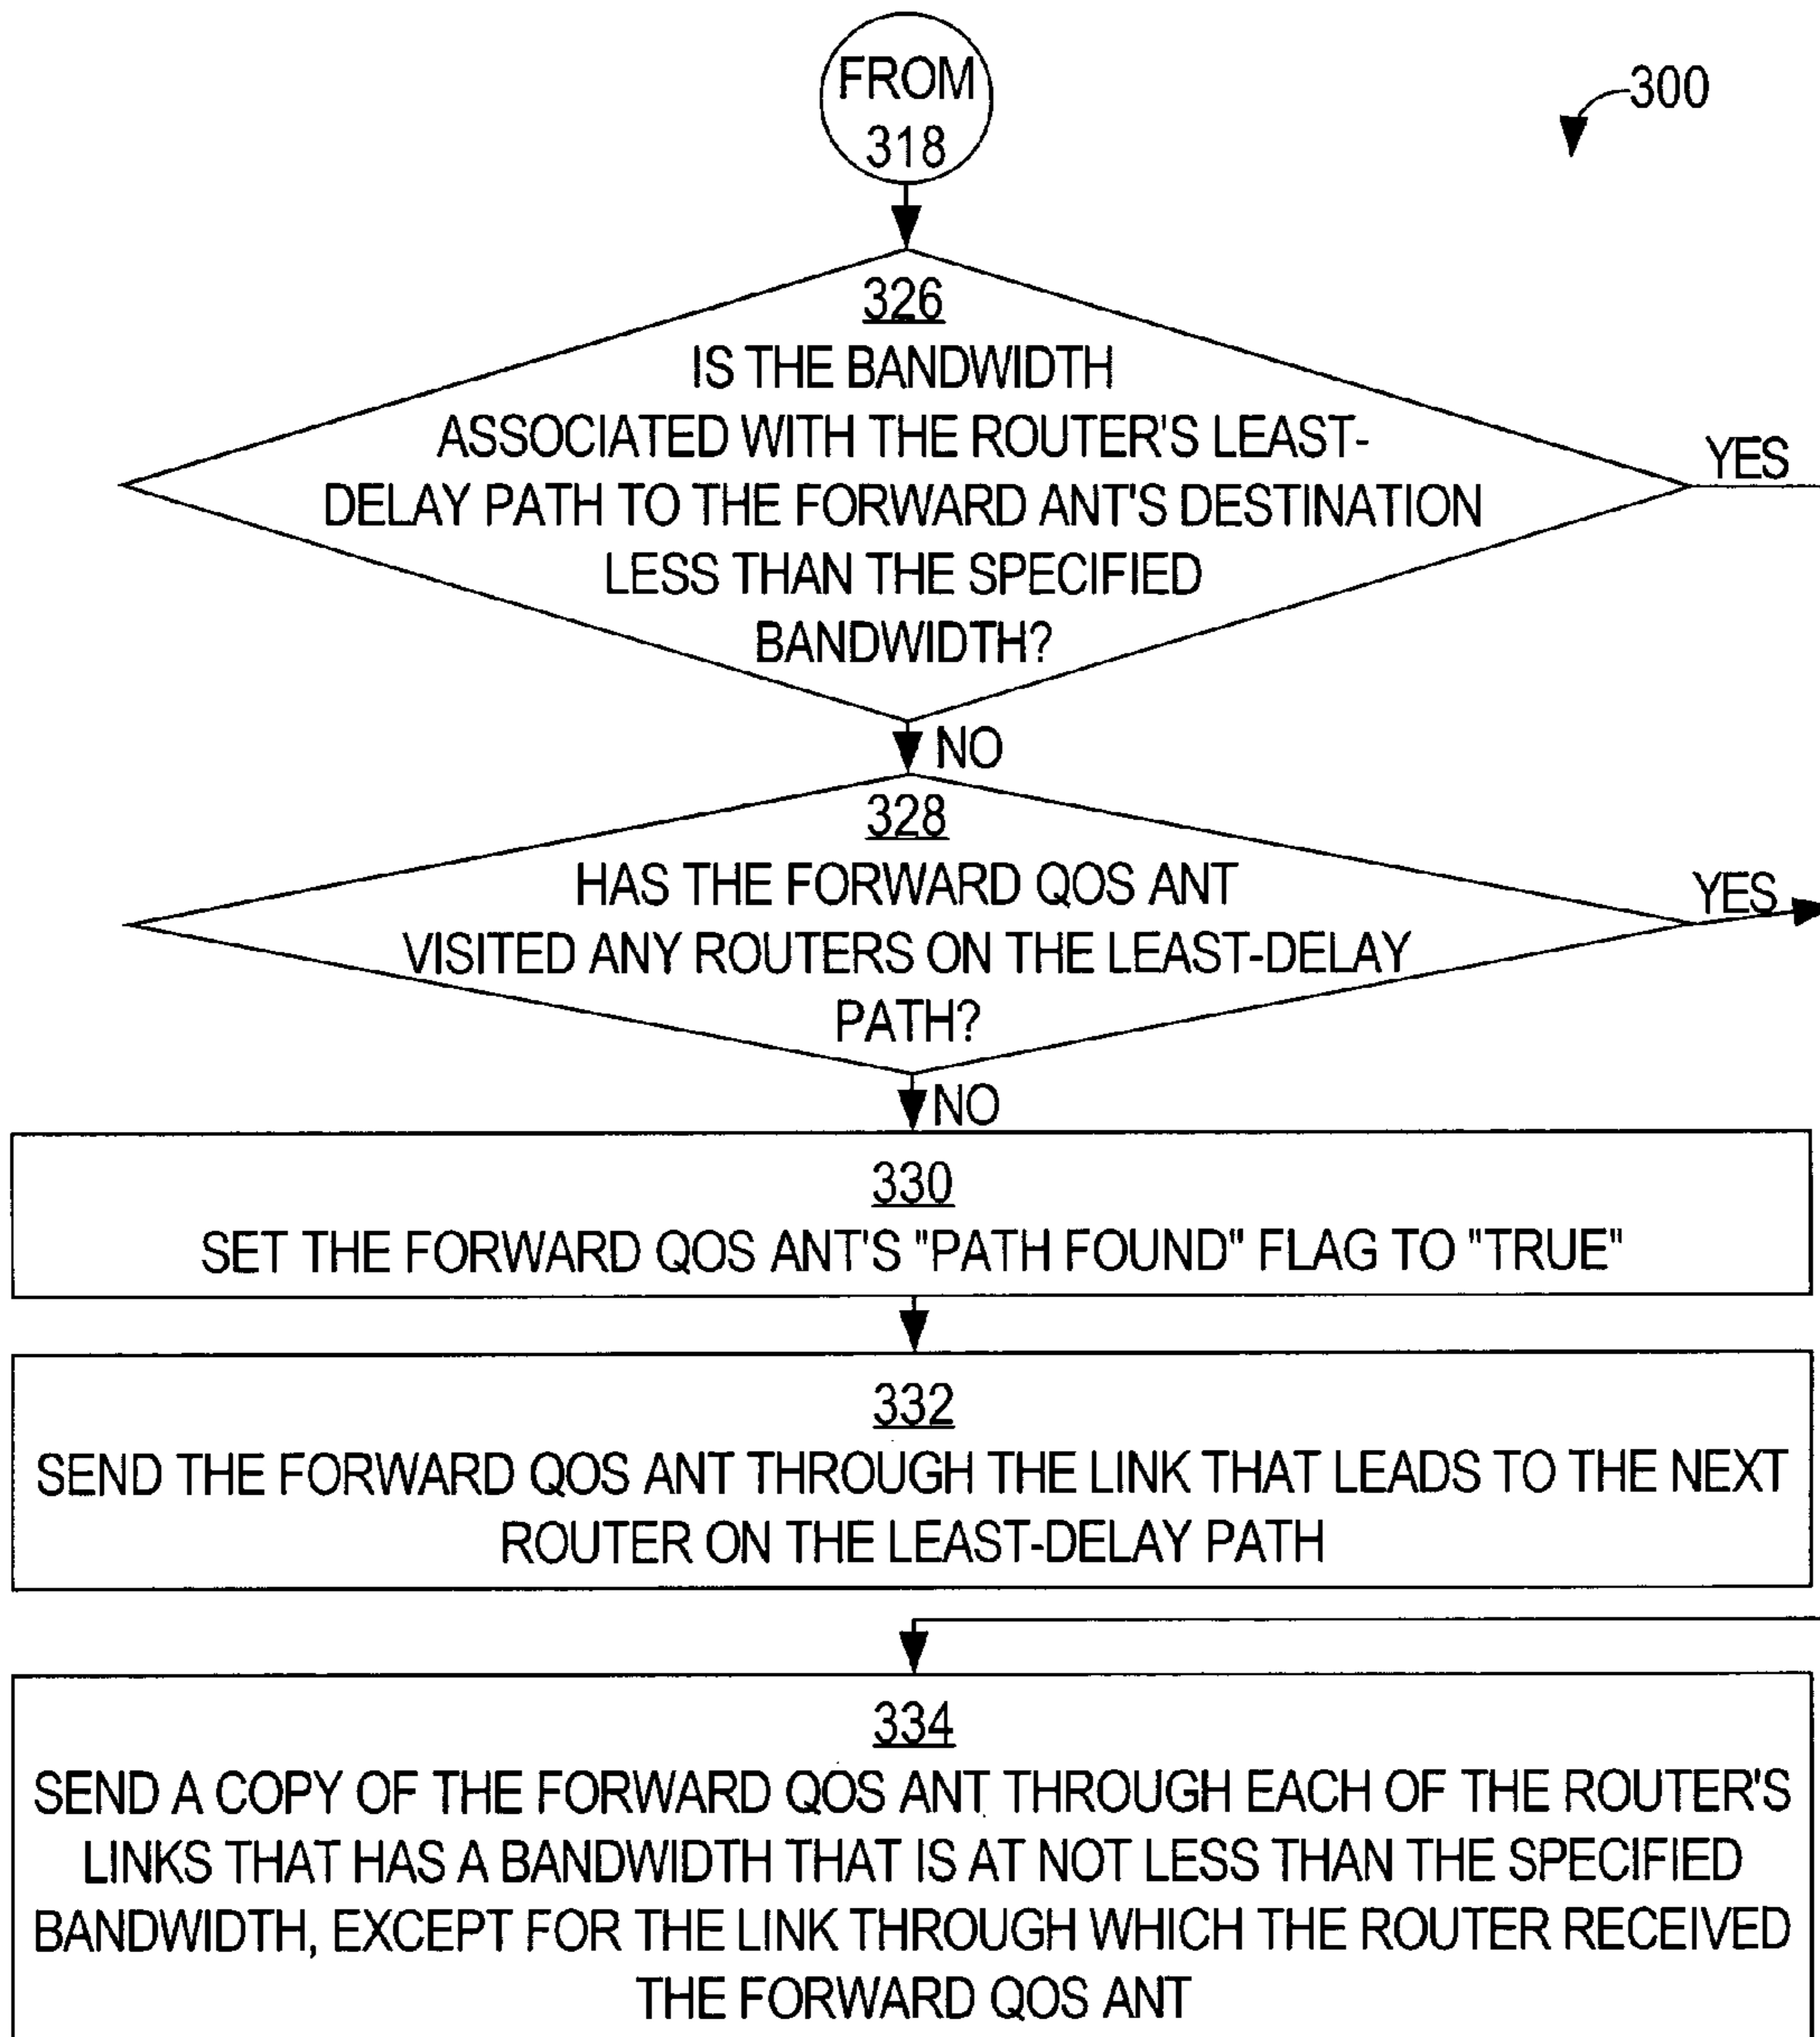 FROM
318
300
326
IS THE BANDWIDTH
ASSOCIATED WITH THE ROUTER'S LEAST-
DELAY PATH TO THE FORWARD ANT'S DESTINATION
LESS THAN THE SPECIFIED
BANDWIDTH?
YES
NO
328
HAS THE FORWARD QOS ANT
VISITED ANY ROUTERS ON THE LEAST-DELAY
PATH?
YES
NO
330
SET THE FORWARD QOS ANT'S "PATH FOUND" FLAG TO "TRUE"
332
SEND THE FORWARD QOS ANT THROUGH THE LINK THAT LEADS TO THE NEXT
ROUTER ON THE LEAST-DELAY PATH
334
SEND A COPY OF THE FORWARD QOS ANT THROUGH EACH OF THE ROUTER'S
LINKS THAT HAS A BANDWIDTH THAT IS AT NOT LESS THAN THE SPECIFIED
BANDWIDTH, EXCEPT FOR THE LINK THROUGH WHICH THE ROUTER RECEIVED
THE FORWARD QOS ANT